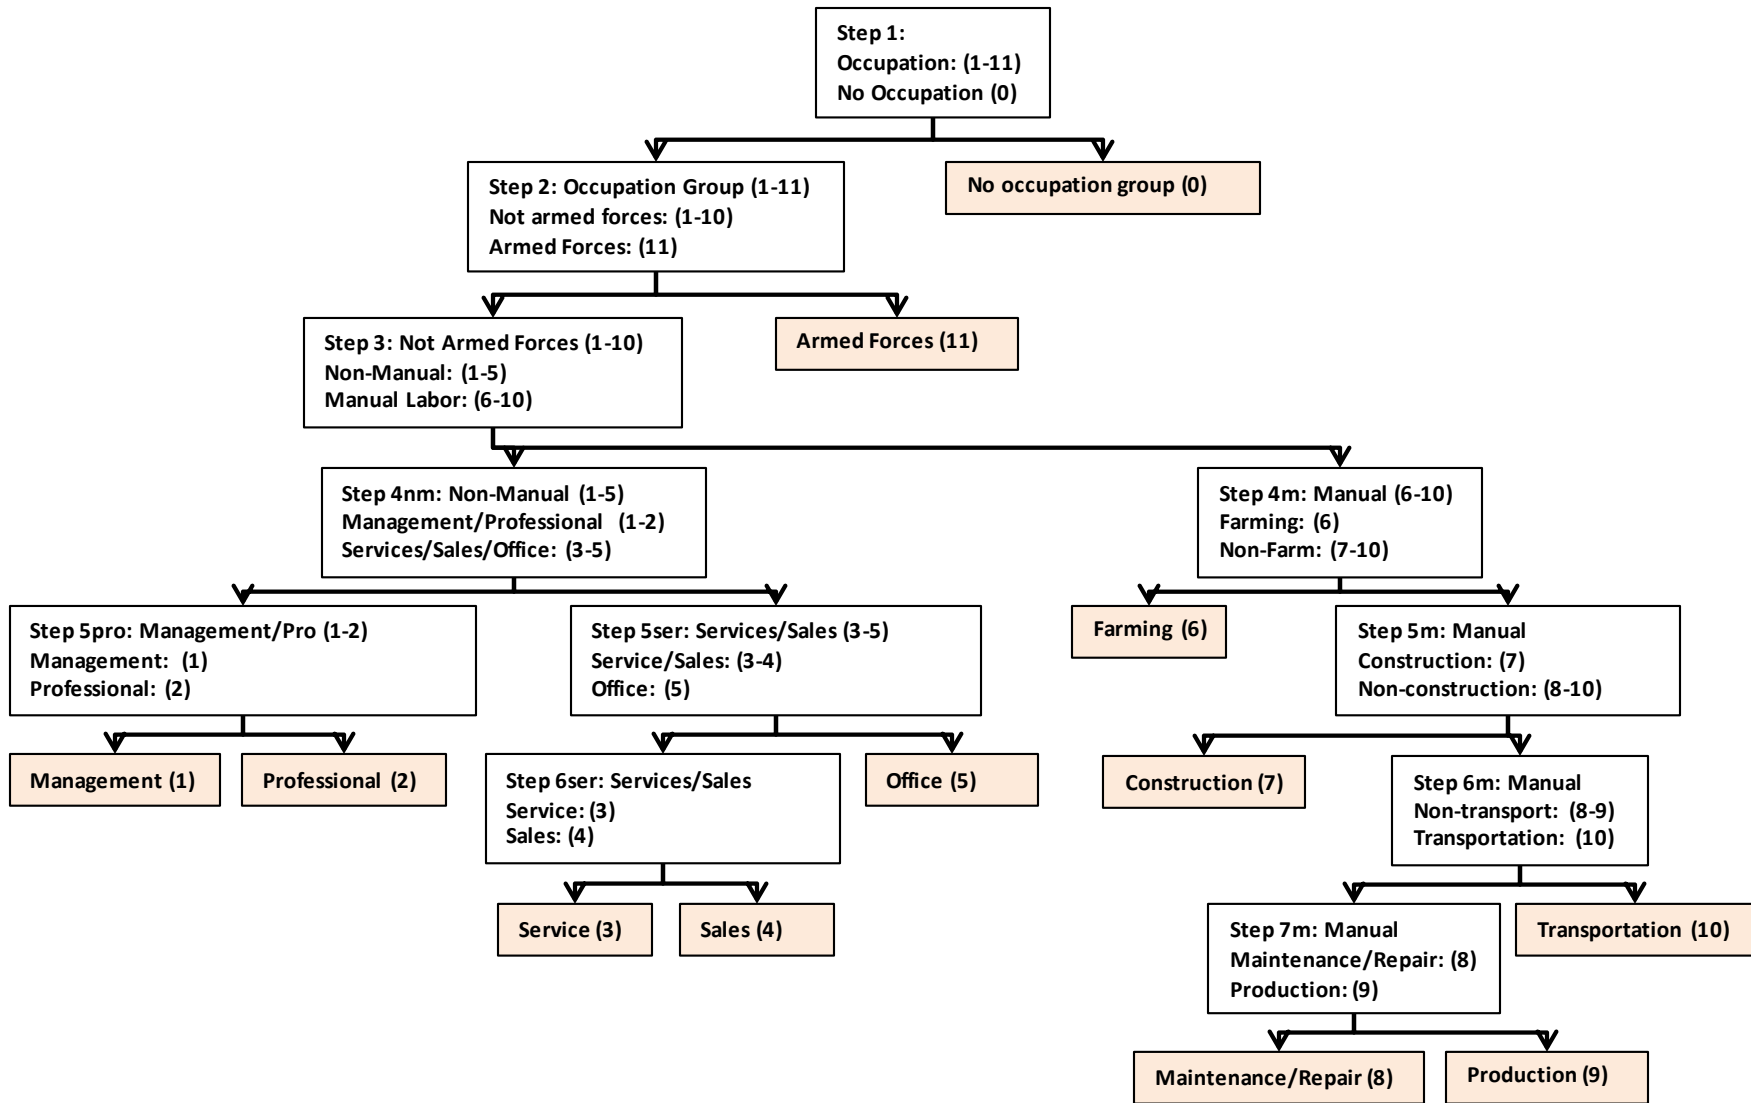 Step 1:
Occupation: (1-11)
No Occupation (0)
Step 2: Occupation Group (1-11)
Not armed forces: (1-10)
Armed Forces: (11)
No occupation group (0)
Step 3: Not Armed Forces (1-10)
Non-Manual: (1-5)
Manual Labor: (6-10)
Armed Forces (11)
Step 4nm: Non-Manual (1-5)
Management/Professional (1-2)
Services/Sales/Office: (3-5)
Step 4m: Manual (6-10)
Farming: (6)
Non-Farm: (7-10)
Step 5pro: Management/Pro (1-2)
Management: (1)
Professional: (2)
Step 5ser: Services/Sales (3-5)
Service/Sales: (3-4)
Office: (5)
Farming (6)
Step 5m: Manual
Construction: (7)
Non-construction: (8-10)
Management (1)
Professional (2)
Step 6ser: Services/Sales
Service: (3)
Sales: (4)
Office (5)
Construction (7)
Step 6m: Manual
Non-transport: (8-9)
Transportation: (10)
Service (3)
Sales (4)
Step 7m: Manual
Maintenance/Repair: (8)
Production: (9)
Transportation (10)
Maintenance/Repair (8)
Production (9)